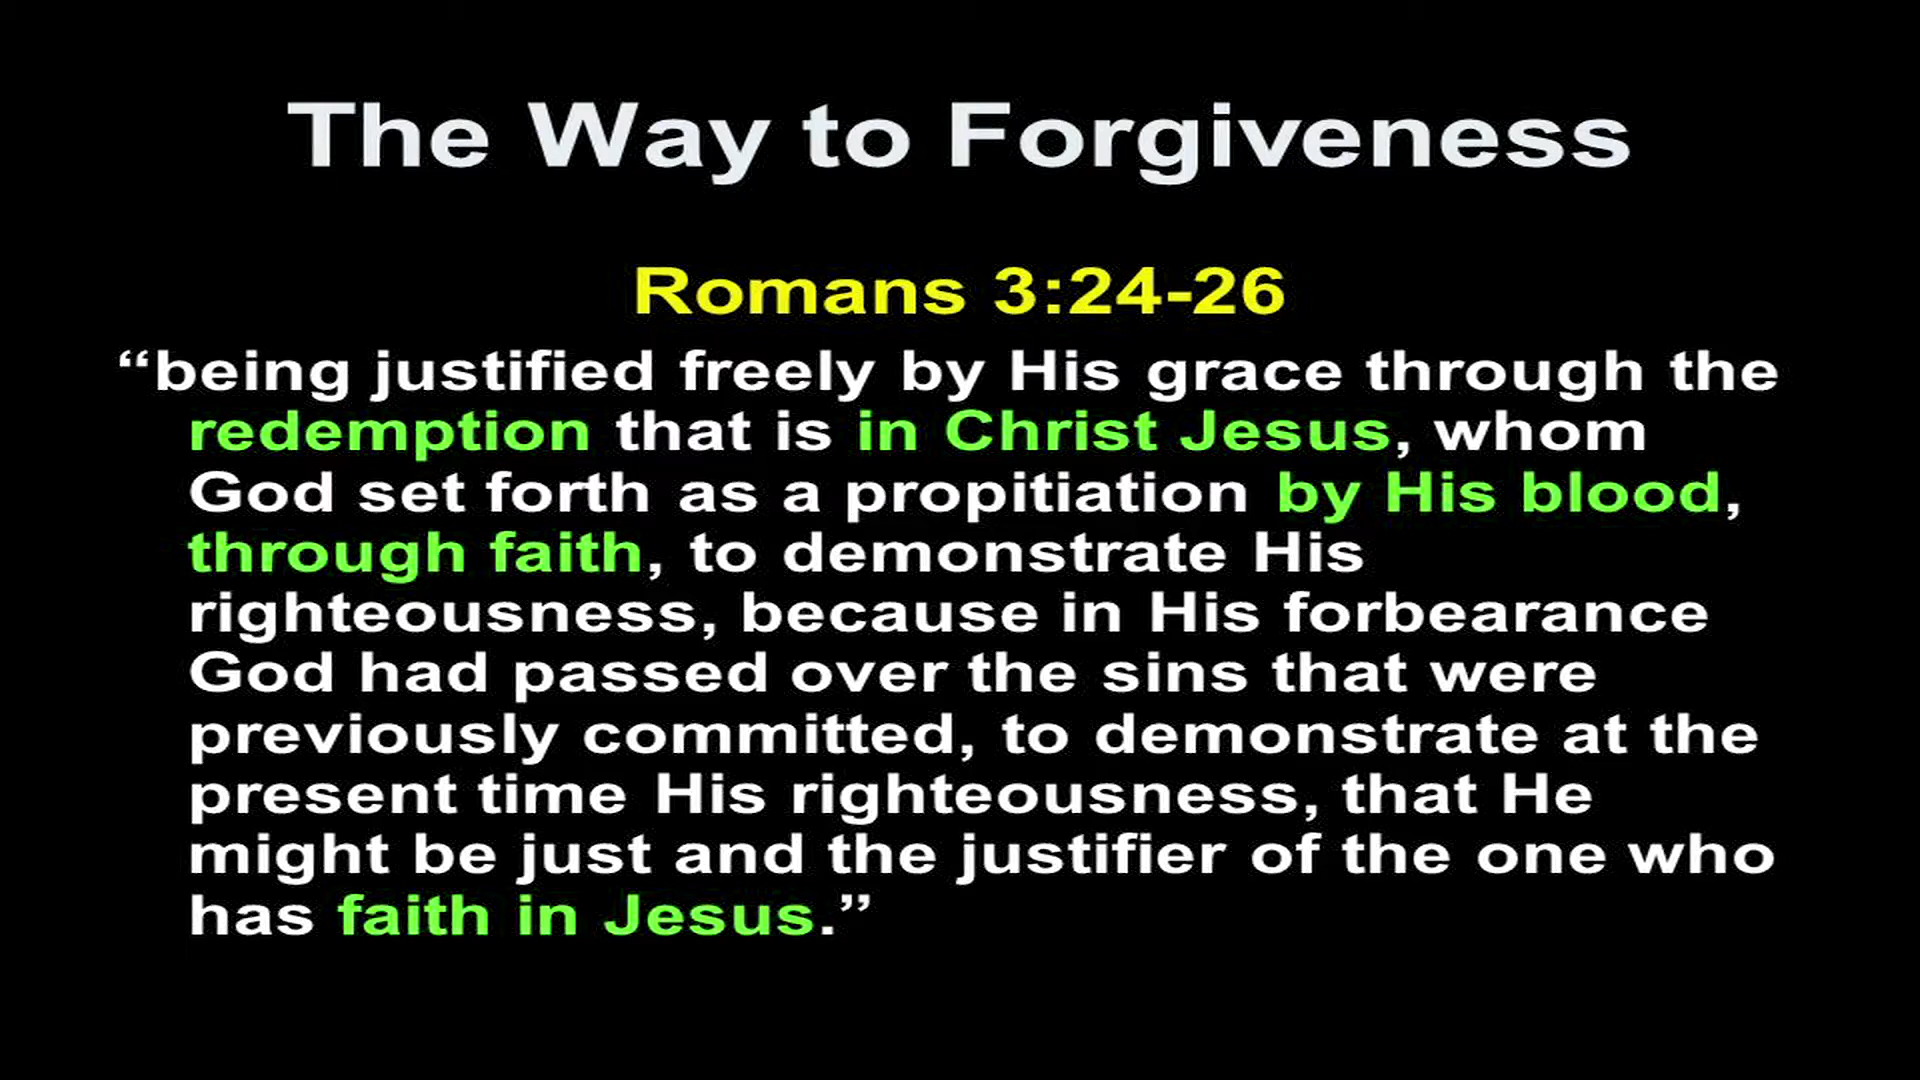 The Way to Forgiveness
Romans 3:24-26
“being justified freely by His grace through the
redemption that is in Christ Jesus, whom
God set forth as a propitiation by His blood,
through faith, to demonstrate His
righteousness, because in His forbearance
God had passed over the sins that were
previously committed, to demonstrate at the
present time His righteousness, that He
might be just and the justifier of the one who
has faith in Jesus.”